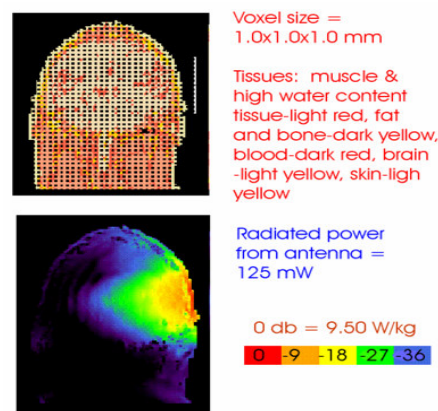 Voxel size =
1.0x1.0x1.0 mm
Tissues: muscle &
high water content
tissue-light red, fat
and bone-dark yellow,
blood-dark red, brain
-light yellow, skin-ligh
yellow
Radiated power
from antenna =
125 mW
0 db = 9.50 W/kg
0 -9 -18 -27 -36